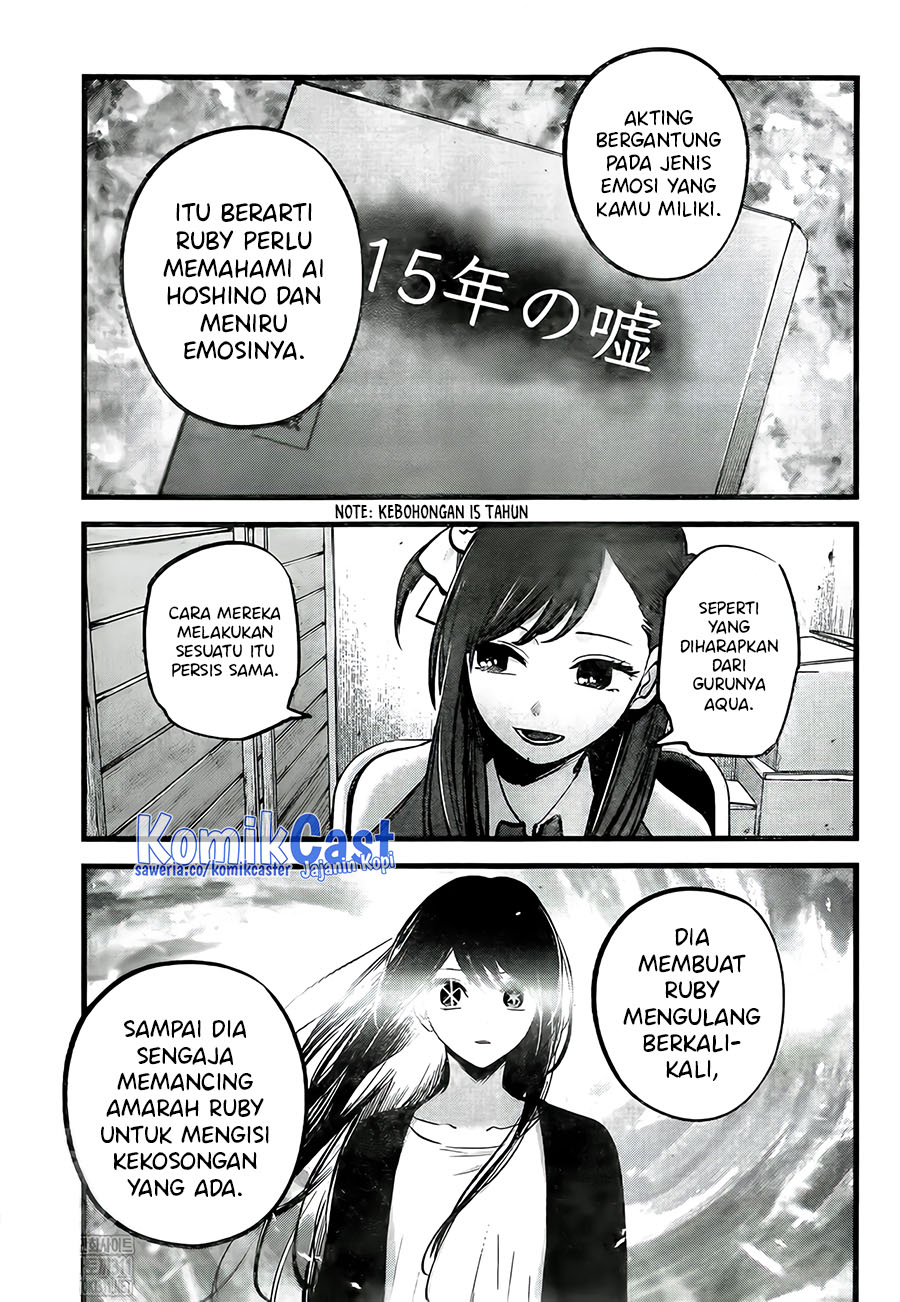 AKTING
BERGANTUNG
PADA JENIS
EMOSI YANG
KAMU MILIKI.
ITU BERARTI
RUBY PERLU
MEMAHAMI AI
HOSHINO DAN
MENIRU
EMOSINYA.
15年の嘘
NOTE: KEBOHONGAN 15 TAHUN
SEPERTI
YANG
DIHARAPKAN
DARI
GURUNYA
AQUA.
CARA MEREKA
MELAKUKAN
SESUATU ITU
PERSIS SAMA.
KomikCast
saweria.co/komikcaster Jajanin Kopi
DIA
MEMBUAT
RUBY
MENGULANG
BERKALI-
KALI,
SAMPAI DIA
SENGAJA
MEMANCING
AMARAH RUBY
UNTUK MENGISI
KEKOSONGAN
YANG ADA.